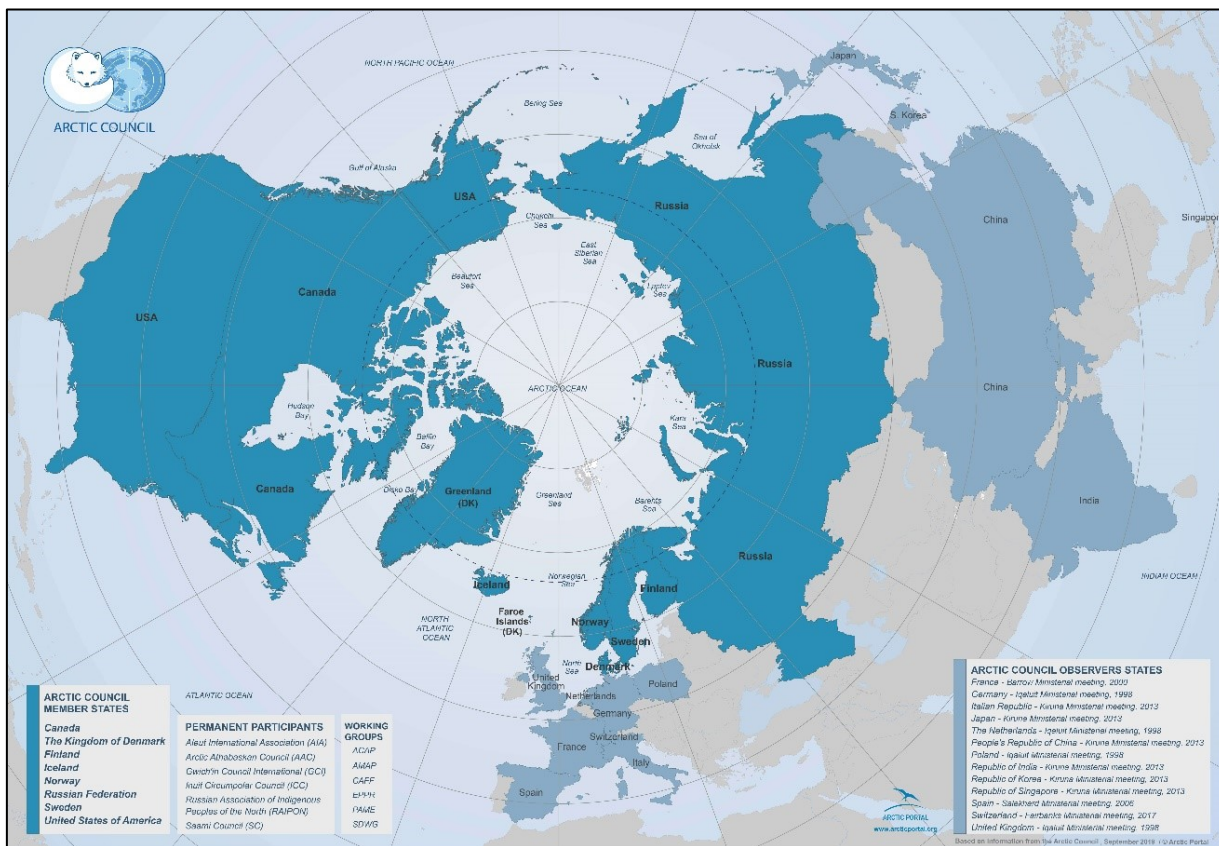 ARCTIC COUNCIL
NORTH PACIFIC OCEAN
Bering Sea
Japan
S. Korea
Sea of
Okhotsk
Gulf of Alaska
USA
Russia
China
Singapore
Chukchi
Sea
East
Siberian
Sea
Beaufort
Sea
Laptev
Sea
Canada
USA
Russia
ARCTIC OCEAN
China
Hudson
Bay
Baffin
Bay
Kara
Sea
Canada
Disko Bay
Greenland
(DK)
Greenland
Sea
Barents
Sea
India
Russia
INDIAN OCEAN
Iceland
Norwegian
Sea
Finland
Faroe
Islands
(DK)
NORTH
ATLANTIC
OCEAN
Norway
Sweden
North
Sea
Denmark
United
Kingdom
Netherlands
Poland
Germany
Switzerland
France
Italy
Spain
ATLANTIC OCEAN
ARCTIC COUNCIL
MEMBER STATES
Canada
The Kingdom of Denmark
Finland
Iceland
Norway
Russian Federation
Sweden
United States of America
PERMANENT PARTICIPANTS
Aleut International Association (AIA)
Arctic Athabaskan Council (AAC)
Gwich'in Council International (GCI)
Inuit Circumpolar Council (ICC)
Russian Association of Indigenous
Peoples of the North (RAIPON)
Saami Council (SC)
WORKING
GROUPS
ACAP
AMAP
CAFF
EPPR
PAME
SDWG
ARCTIC PORTAL
www.arcticportal.org
ARCTIC COUNCIL OBSERVERS STATES
France - Barrow Ministerial meeting, 2000
Germany - Iqaluit Ministerial meeting, 1998
Italian Republic - Kiruna Ministerial meeting, 2013
Japan - Kiruna Ministerial meeting, 2013
The Netherlands - Iqaluit Ministerial meeting, 1998
People's Republic of China - Kiruna Ministerial meeting, 2013
Poland - Iqaluit Ministerial meeting, 1998
Republic of India - Kiruna Ministerial meeting, 2013
Republic of Korea - Kiruna Ministerial meeting, 2013
Republic of Singapore - Kiruna Ministerial meeting, 2013
Spain - Salekhard Ministerial meeting, 2006
Switzerland - Fairbanks Ministerial meeting, 2017
United Kingdom - Iqaluit Ministerial meeting, 1998
Based on information from the Arctic Council, September 2018 / © Arctic Portal